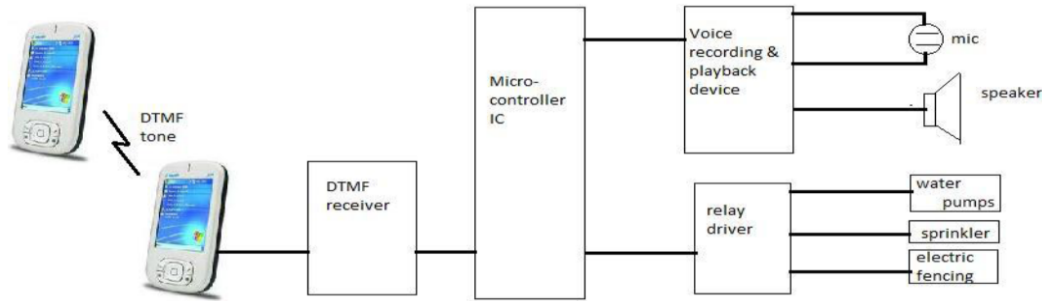 DTMF
tone
DTMF
receiver
Micro-
controller
IC
Voice
recording &
playback
device
mic
speaker
relay
driver
water
pumps
sprinkler
electric
fencing